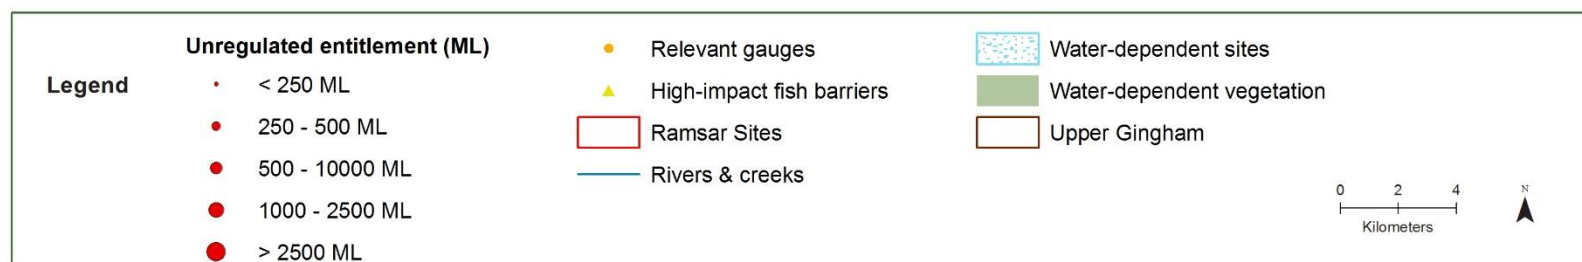 Legend
Unregulated entitlement (ML)
< 250 ML
250 - 500 ML
500 - 10000 ML
1000 - 2500 ML
> 2500 ML
Relevant gauges
High-impact fish barriers
Ramsar Sites
Rivers & creeks
Water-dependent sites
Water-dependent vegetation
Upper Gingham
0 2 4
Kilometers
N